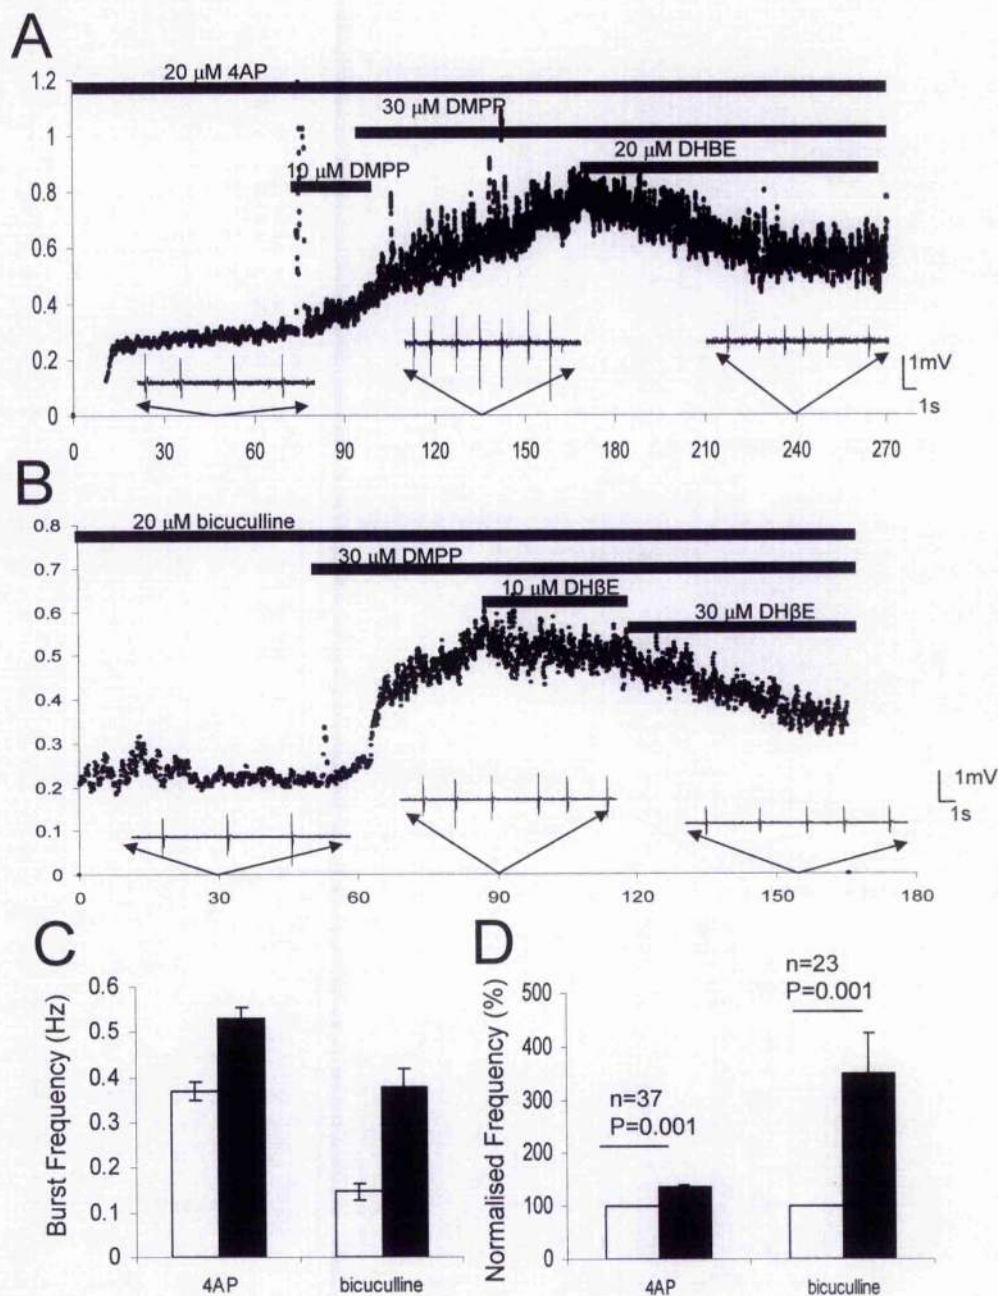 A
1.2
20 µM 4AP
30 µM DMPP
1
20 µM DHBE
10 µM DMPP
0.8
0.6
0.4
0.2
1mV
1s
0
0 30 60 90 120 150 180 210 240 270
B
0.8
20 µM bicuculline
0.7
30 µM DMPP
10 µM DHβE
0.6
30 µM DHβE
0.5
0.4
0.3
0.2
1mV
1s
0.1
0
0 30 60 90 120 150 180
C
Burst Frequency (Hz)
0.6
0.5
0.4
0.3
0.2
0.1
0
4AP bicuculline
D
Normalised Frequency (%)
n=23
P=0.001
500
400
300
n=37
P=0.001
200
100
0
4AP bicuculline